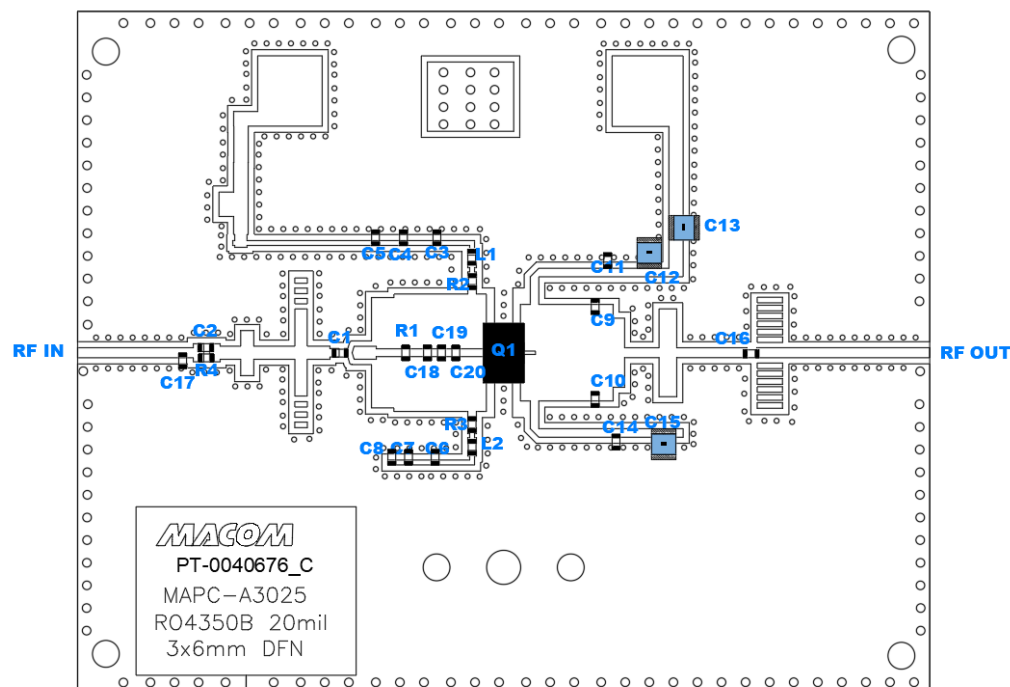 C13
C5 C4 C3 L1
C11
C12
R2
C9
C2 C1 R1 C19
RF IN
Q1
C16
RF OUT
C17 R4 C18 C20
C10
R3
C8 C7 C6 L2
C14 C15
MACOM
PT-0040676_C
MAPC-A3025
RO4350B 20mil
3x6mm DFN